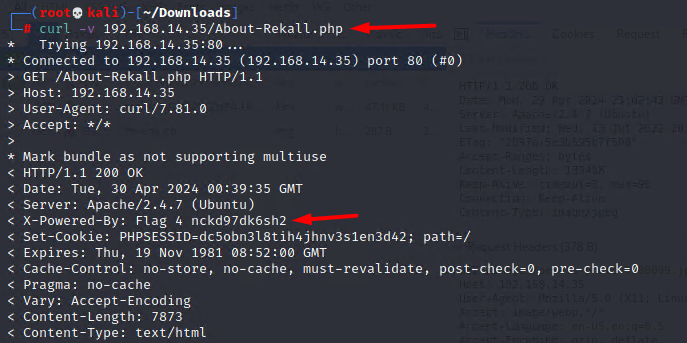 (root💀kali)-[~/Downloads]
# curl -v 192.168.14.35/About-Rekall.php
*   Trying 192.168.14.35:80...
* Connected to 192.168.14.35 (192.168.14.35) port 80 (#0)
> GET /About-Rekall.php HTTP/1.1
> Host: 192.168.14.35
> User-Agent: curl/7.81.0
> Accept: */*
>
* Mark bundle as not supporting multiuse
< HTTP/1.1 200 OK
< Date: Tue, 30 Apr 2024 00:39:35 GMT
< Server: Apache/2.4.7 (Ubuntu)
< X-Powered-By: Flag 4 nckd97dk6sh2
< Set-Cookie: PHPSESSID=dc5obn3l8tih4jhnv3s1en3d42; path=/
< Expires: Thu, 19 Nov 1981 08:52:00 GMT
< Cache-Control: no-store, no-cache, must-revalidate, post-check=0, pre-check=0
< Pragma: no-cache
< Vary: Accept-Encoding
< Content-Length: 7873
< Content-Type: text/html